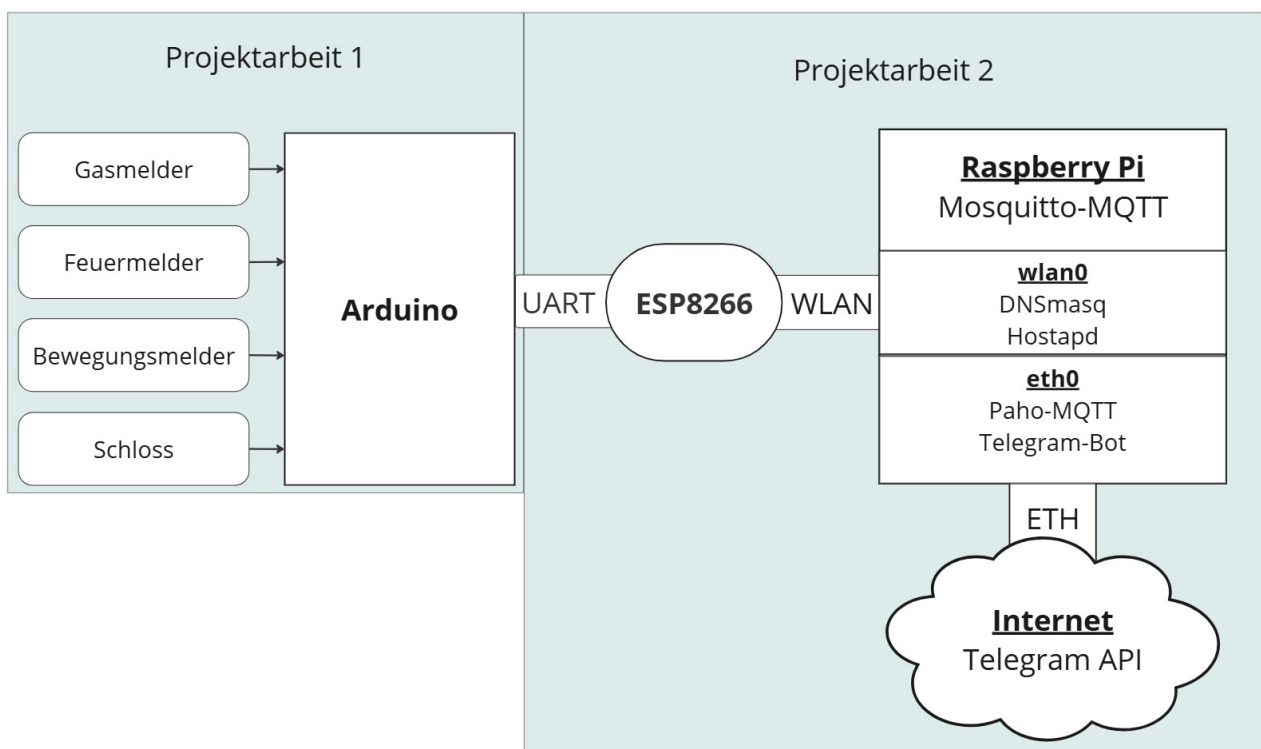 Projektarbeit 1
Gasmelder
Feuermelder
Bewegungsmelder
Schloss
Arduino
Projektarbeit 2
UART
ESP8266
WLAN
Raspberry Pi
Mosquitto-MQTT
wlan0
DNSmasq
Hostapd
eth0
Paho-MQTT
Telegram-Bot
ETH
Internet
Telegram API